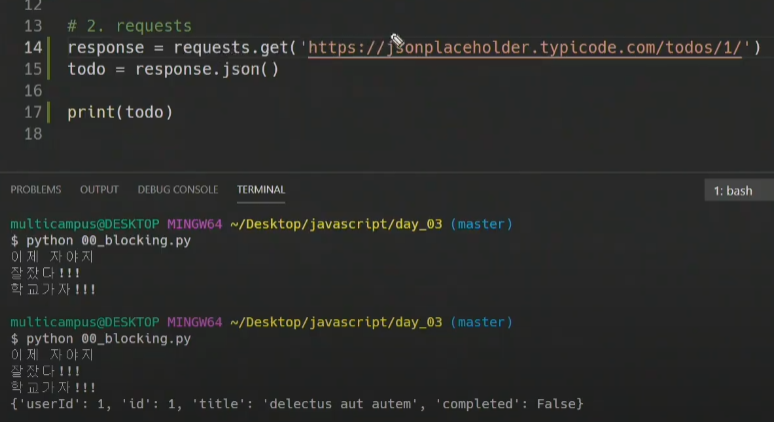 12
13 # 2. requests
14 response = requests.get('https://jsonplaceholder.typicode.com/todos/1/')
15 todo = response.json()
16
17 print(todo)
18
PROBLEMS OUTPUT DEBUG CONSOLE TERMINAL 1: bash
multicampus@DESKTOP MINGW64 ~/Desktop/javascript/day_03 (master)
$ python 00_blocking.py
이제 자야지
잘잤다!!!
학교가자!!!
multicampus@DESKTOP MINGW64 ~/Desktop/javascript/day_03 (master)
$ python 00_blocking.py
이제 자야지
잘잤다!!!
학교가자!!!
{'userId': 1, 'id': 1, 'title': 'delectus aut autem', 'completed': False}